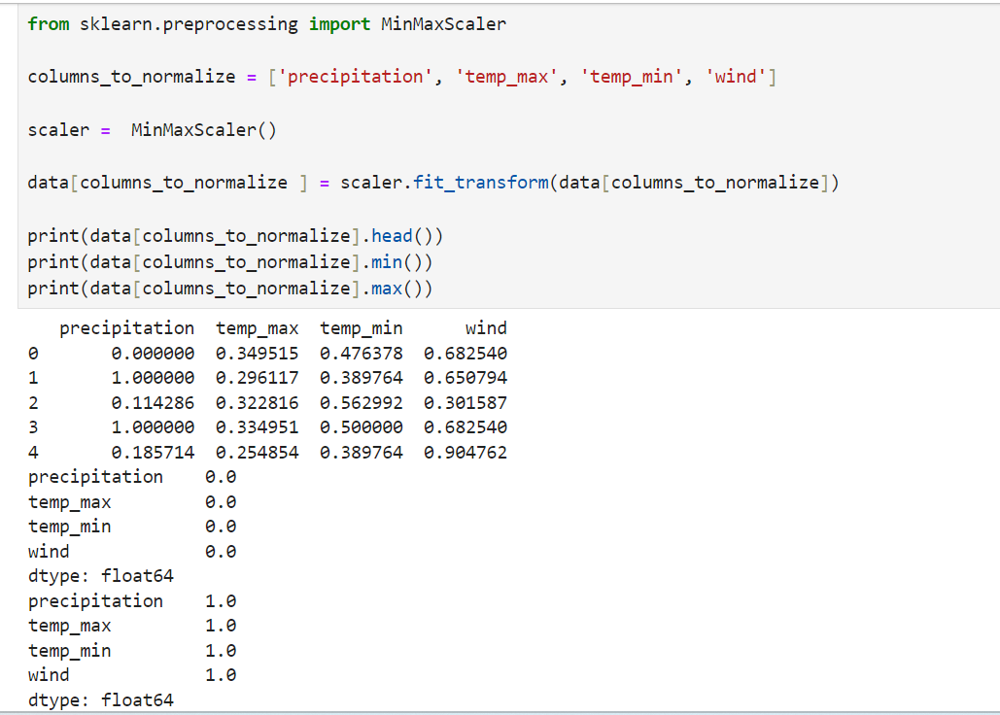 from sklearn.preprocessing import MinMaxScaler
columns_to_normalize = ['precipitation', 'temp_max', 'temp_min', 'wind']
scaler =  MinMaxScaler()
data[columns_to_normalize ] = scaler.fit_transform(data[columns_to_normalize])
print(data[columns_to_normalize].head())
print(data[columns_to_normalize].min())
print(data[columns_to_normalize].max())
   precipitation  temp_max  temp_min      wind
0       0.000000  0.349515  0.476378  0.682540
1       1.000000  0.296117  0.389764  0.650794
2       0.114286  0.322816  0.562992  0.301587
3       1.000000  0.334951  0.500000  0.682540
4       0.185714  0.254854  0.389764  0.904762
precipitation    0.0
temp_max         0.0
temp_min         0.0
wind             0.0
dtype: float64
precipitation    1.0
temp_max         1.0
temp_min         1.0
wind             1.0
dtype: float64